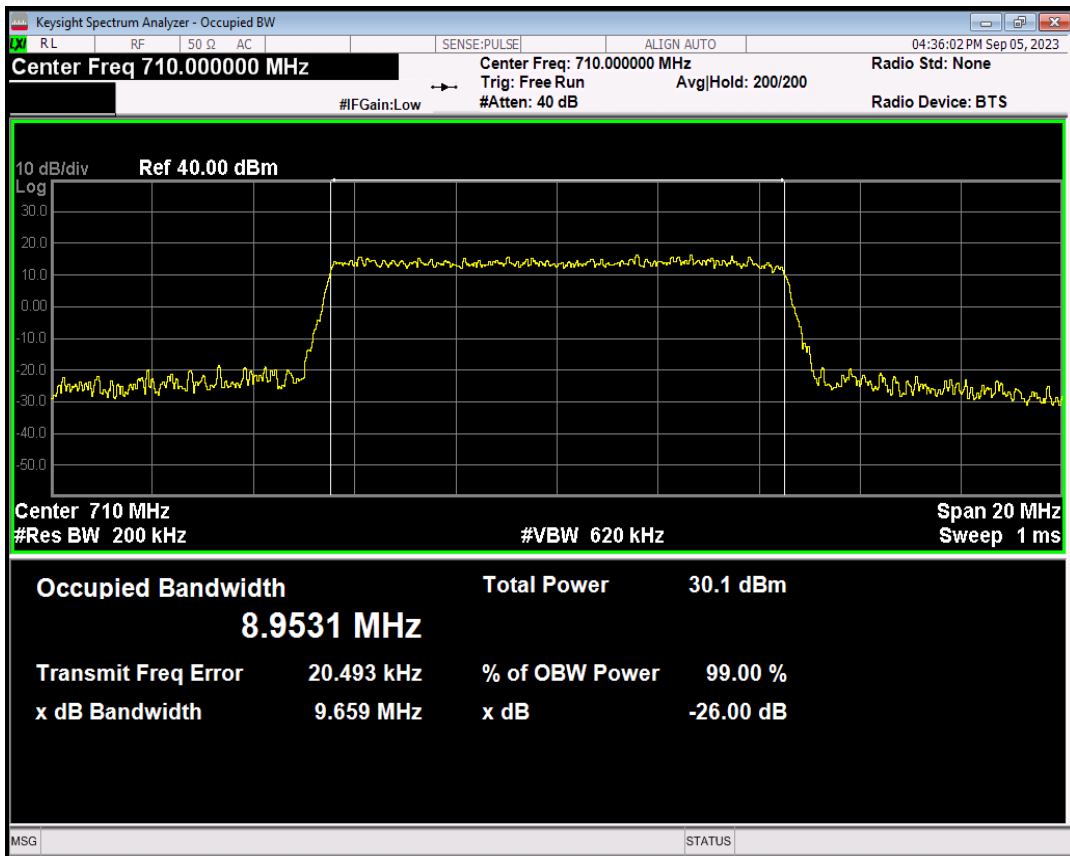 Keysight Spectrum Analyzer - Occupied BW
LXI RL RF 50 Ω AC SENSE:PULSE ALIGN AUTO 04:36:02 PM Sep 05, 2023
Center Freq 710.000000 MHz Center Freq: 710.000000 MHz Radio Std: None
Trig: Free Run Avg|Hold: 200/200
#IFGain:Low #Atten: 40 dB Radio Device: BTS
10 dB/div Ref 40.00 dBm
Log
30.0
20.0
10.0
0.00
-10.0
-20.0
-30.0
-40.0
-50.0
Center 710 MHz Span 20 MHz
#Res BW 200 kHz #VBW 620 kHz Sweep 1 ms
Occupied Bandwidth Total Power 30.1 dBm
8.9531 MHz
Transmit Freq Error 20.493 kHz % of OBW Power 99.00 %
x dB Bandwidth 9.659 MHz x dB -26.00 dB
MSG STATUS